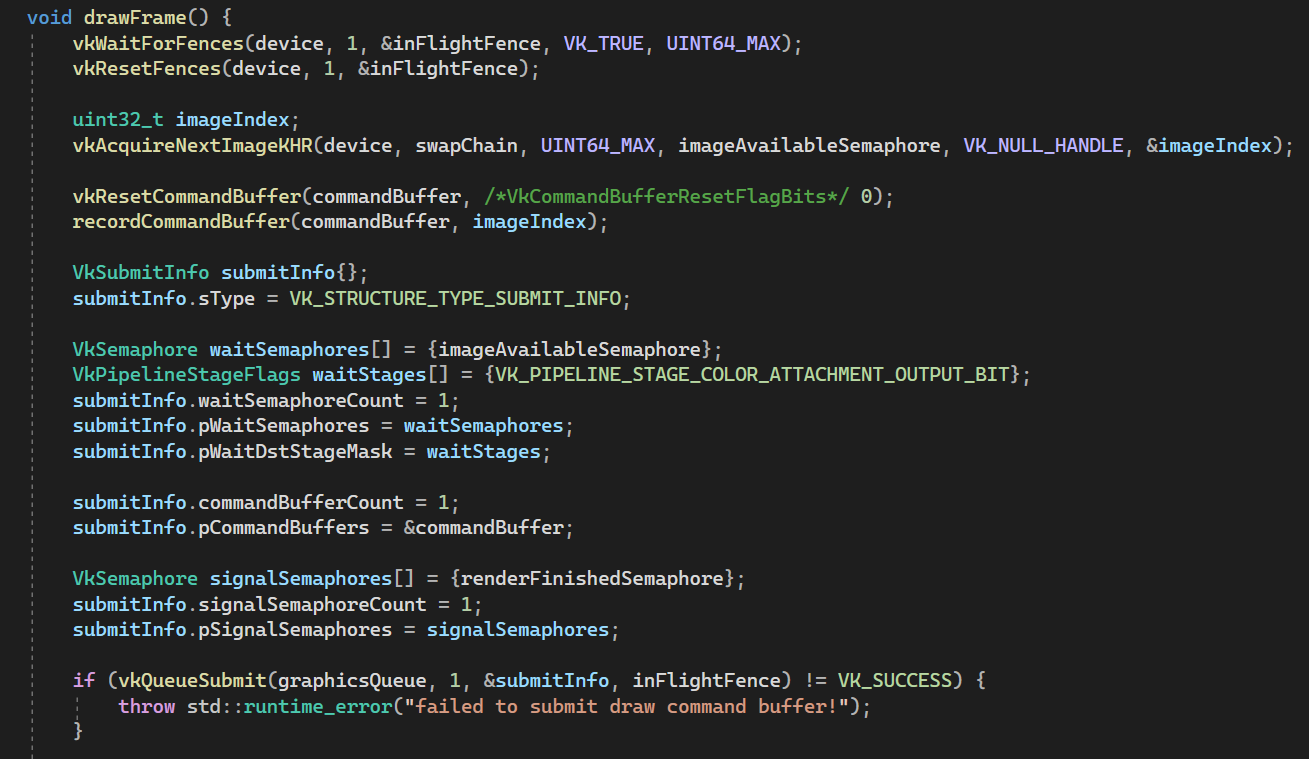 void drawFrame() {
vkWaitForFences(device, 1, &inFlightFence, VK_TRUE, UINT64_MAX);
vkResetFences(device, 1, &inFlightFence);
uint32_t imageIndex;
vkAcquireNextImageKHR(device, swapChain, UINT64_MAX, imageAvailableSemaphore, VK_NULL_HANDLE, &imageIndex);
vkResetCommandBuffer(commandBuffer, /*VkCommandBufferResetFlagBits*/ 0);
recordCommandBuffer(commandBuffer, imageIndex);
VkSubmitInfo submitInfo{};
submitInfo.sType = VK_STRUCTURE_TYPE_SUBMIT_INFO;
VkSemaphore waitSemaphores[] = {imageAvailableSemaphore};
VkPipelineStageFlags waitStages[] = {VK_PIPELINE_STAGE_COLOR_ATTACHMENT_OUTPUT_BIT};
submitInfo.waitSemaphoreCount = 1;
submitInfo.pWaitSemaphores = waitSemaphores;
submitInfo.pWaitDstStageMask = waitStages;
submitInfo.commandBufferCount = 1;
submitInfo.pCommandBuffers = &commandBuffer;
VkSemaphore signalSemaphores[] = {renderFinishedSemaphore};
submitInfo.signalSemaphoreCount = 1;
submitInfo.pSignalSemaphores = signalSemaphores;
if (vkQueueSubmit(graphicsQueue, 1, &submitInfo, inFlightFence) != VK_SUCCESS) {
throw std::runtime_error("failed to submit draw command buffer!");
}